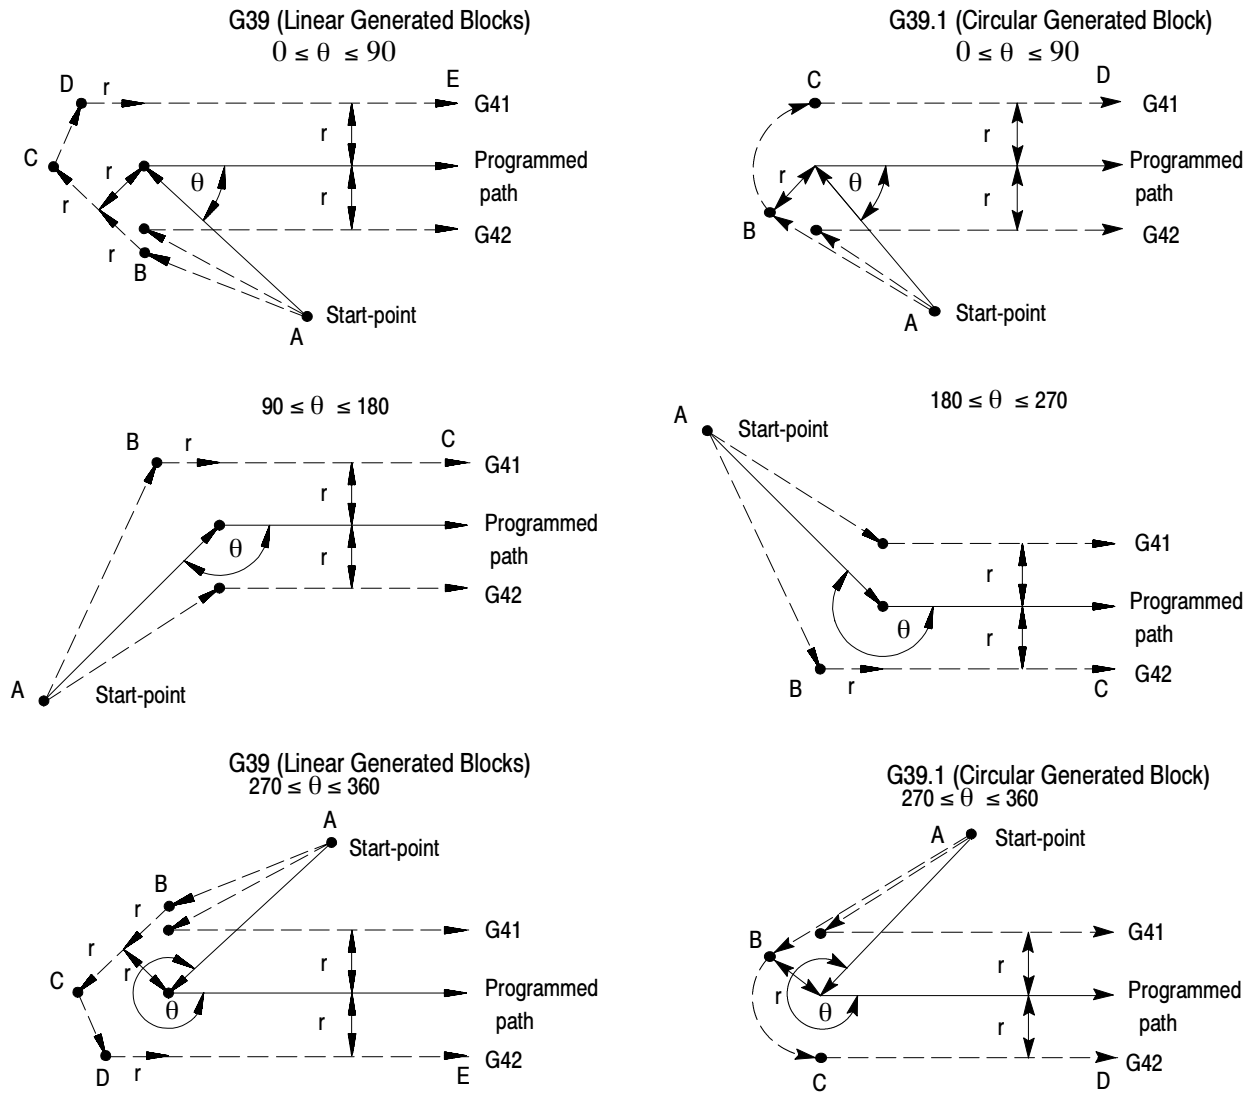 G39 (Linear Generated Blocks)
0 ≤ θ ≤ 90
D
r
E
G41
r
C
r
θ
Programmed
path
r
r
r
B
G42
Start-point
A
G39.1 (Circular Generated Block)
0 ≤ θ ≤ 90
C
D
G41
r
r
θ
Programmed
path
r
B
G42
A
Start-point
90 ≤ θ ≤ 180
B
r
C
G41
r
Programmed
path
θ
r
G42
A
Start-point
180 ≤ θ ≤ 270
A
Start-point
G41
r
Programmed
path
θ
r
G42
B
r
C
G39 (Linear Generated Blocks)
270 ≤ θ ≤ 360
A
Start-point
B
r
G41
r
r
r
C
Programmed
path
θ
r
G42
D
r
E
G39.1 (Circular Generated Block)
270 ≤ θ ≤ 360
A
Start-point
B
G41
r
r
Programmed
path
θ
r
G42
C
D